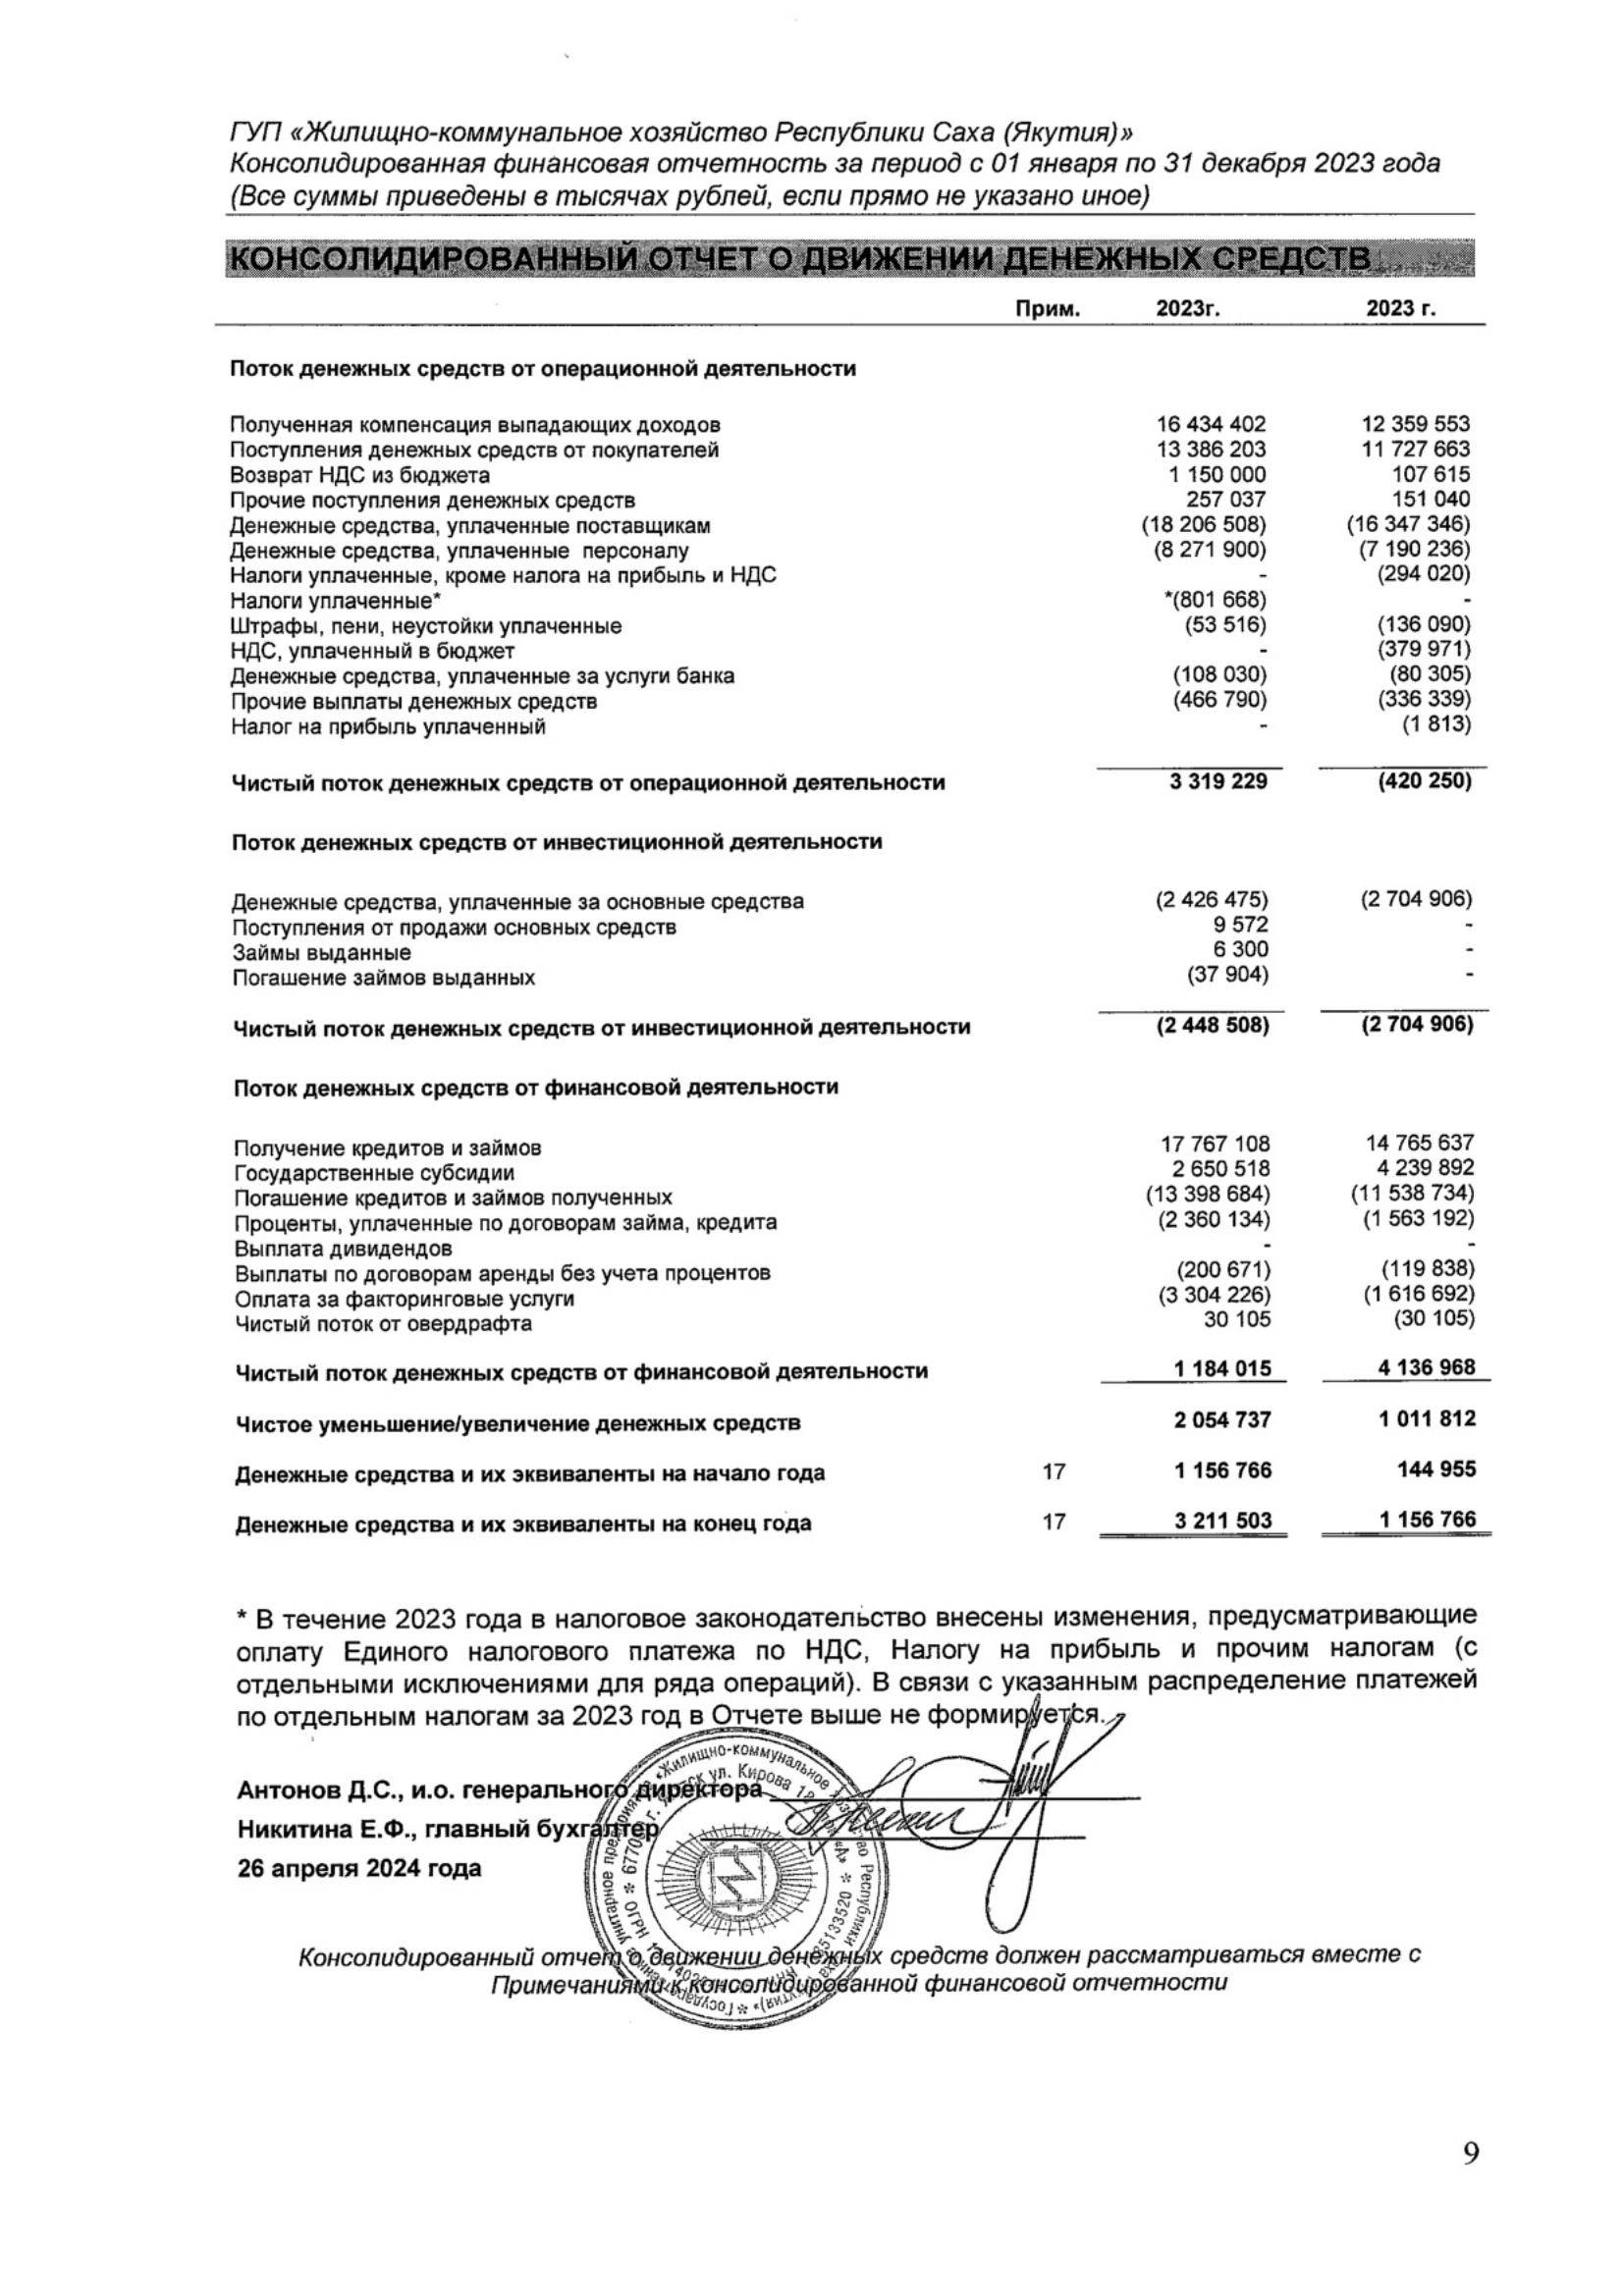 ГУП «Жилищно-коммунальное хозяйство Республики Саха (Якутия)»
Консолидированная финансовая отчетность за период с 01 января по 31 декабря 2023 года
(Все суммы приведены в тысячах рублей, если прямо не указано иное)
КОНСОЛИДИРОВАННЫЙ ОТЧЕТ О ДВИЖЕНИИ ДЕНЕЖНЫХ СРЕДСТВ
Прим. 2023г. 2023 г.
Поток денежных средств от операционной деятельности
Полученная компенсация выпадающих доходов 16 434 402 12 359 553
Поступления денежных средств от покупателей 13 386 203 11 727 663
Возврат НДС из бюджета 1 150 000 107 615
Прочие поступления денежных средств 257 037 151 040
Денежные средства, уплаченные поставщикам (18 206 508) (16 347 346)
Денежные средства, уплаченные персоналу (8 271 900) (7 190 236)
Налоги уплаченные, кроме налога на прибыль и НДС - (294 020)
Налоги уплаченные* *(801 668) -
Штрафы, пени, неустойки уплаченные (53 516) (136 090)
НДС, уплаченный в бюджет - (379 971)
Денежные средства, уплаченные за услуги банка (108 030) (80 305)
Прочие выплаты денежных средств (466 790) (336 339)
Налог на прибыль уплаченный - (1 813)
Чистый поток денежных средств от операционной деятельности 3 319 229 (420 250)
Поток денежных средств от инвестиционной деятельности
Денежные средства, уплаченные за основные средства (2 426 475) (2 704 906)
Поступления от продажи основных средств 9 572 -
Займы выданные 6 300 -
Погашение займов выданных (37 904) -
Чистый поток денежных средств от инвестиционной деятельности (2 448 508) (2 704 906)
Поток денежных средств от финансовой деятельности
Получение кредитов и займов 17 767 108 14 765 637
Государственные субсидии 2 650 518 4 239 892
Погашение кредитов и займов полученных (13 398 684) (11 538 734)
Проценты, уплаченные по договорам займа, кредита (2 360 134) (1 563 192)
Выплата дивидендов - -
Выплаты по договорам аренды без учета процентов (200 671) (119 838)
Оплата за факторинговые услуги (3 304 226) (1 616 692)
Чистый поток от овердрафта 30 105 (30 105)
Чистый поток денежных средств от финансовой деятельности 1 184 015 4 136 968
Чистое уменьшение/увеличение денежных средств 2 054 737 1 011 812
Денежные средства и их эквиваленты на начало года 17 1 156 766 144 955
Денежные средства и их эквиваленты на конец года 17 3 211 503 1 156 766
* В течение 2023 года в налоговое законодательство внесены изменения, предусматривающие
оплату Единого налогового платежа по НДС, Налогу на прибыль и прочим налогам (с
отдельными исключениями для ряда операций). В связи с указанным распределение платежей
по отдельным налогам за 2023 год в Отчете выше не формируется.
Антонов Д.С., и.о. генерального директора
Никитина Е.Ф., главный бухгалтер
26 апреля 2024 года
Консолидированный отчет о движении денежных средств должен рассматриваться вместе с
Примечаниями к консолидированной финансовой отчетности
9